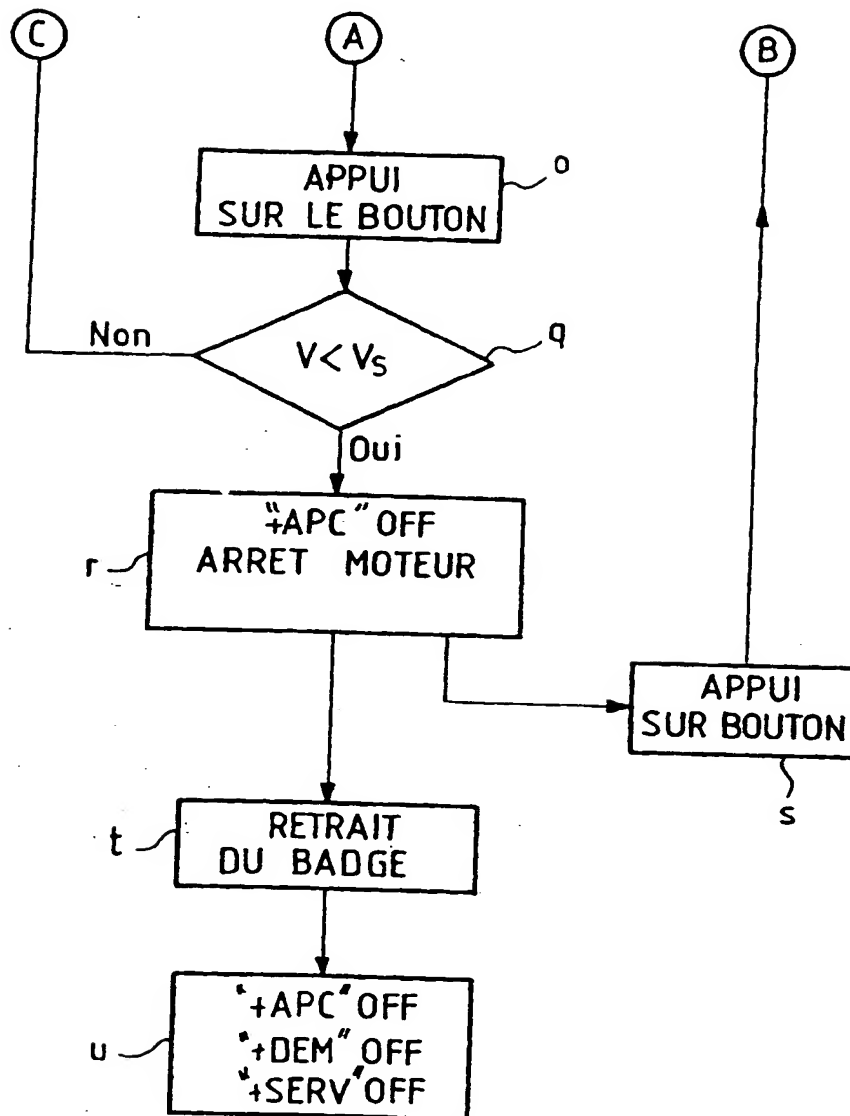 C
A
B
APPUI
SUR LE BOUTON
o
Non
V < Vs
q
Oui
"+APC" OFF
ARRET MOTEUR
r
APPUI
SUR BOUTON
s
RETRAIT
DU BADGE
t
"+APC" OFF
"+DEM" OFF
"+SERV" OFF
u